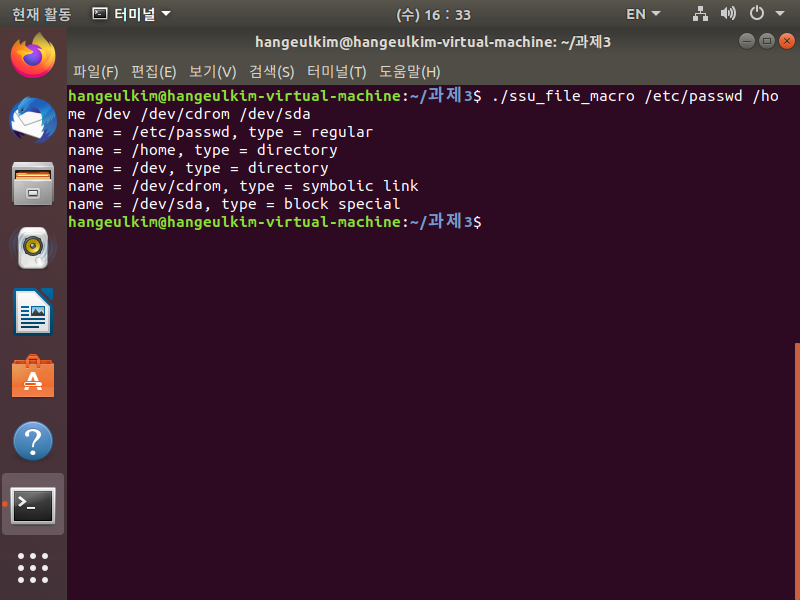 현재 활동 터미널 (수) 16 : 33 EN
hangeulkim@hangeulkim-virtual-machine: ~/과제3
파일(F) 편집(E) 보기(V) 검색(S) 터미널(T) 도움말(H)
hangeulkim@hangeulkim-virtual-machine:~/과제3$ ./ssu_file_macro /etc/passwd /ho
me /dev /dev/cdrom /dev/sda
name = /etc/passwd, type = regular
name = /home, type = directory
name = /dev, type = directory
name = /dev/cdrom, type = symbolic link
name = /dev/sda, type = block special
hangeulkim@hangeulkim-virtual-machine:~/과제3$